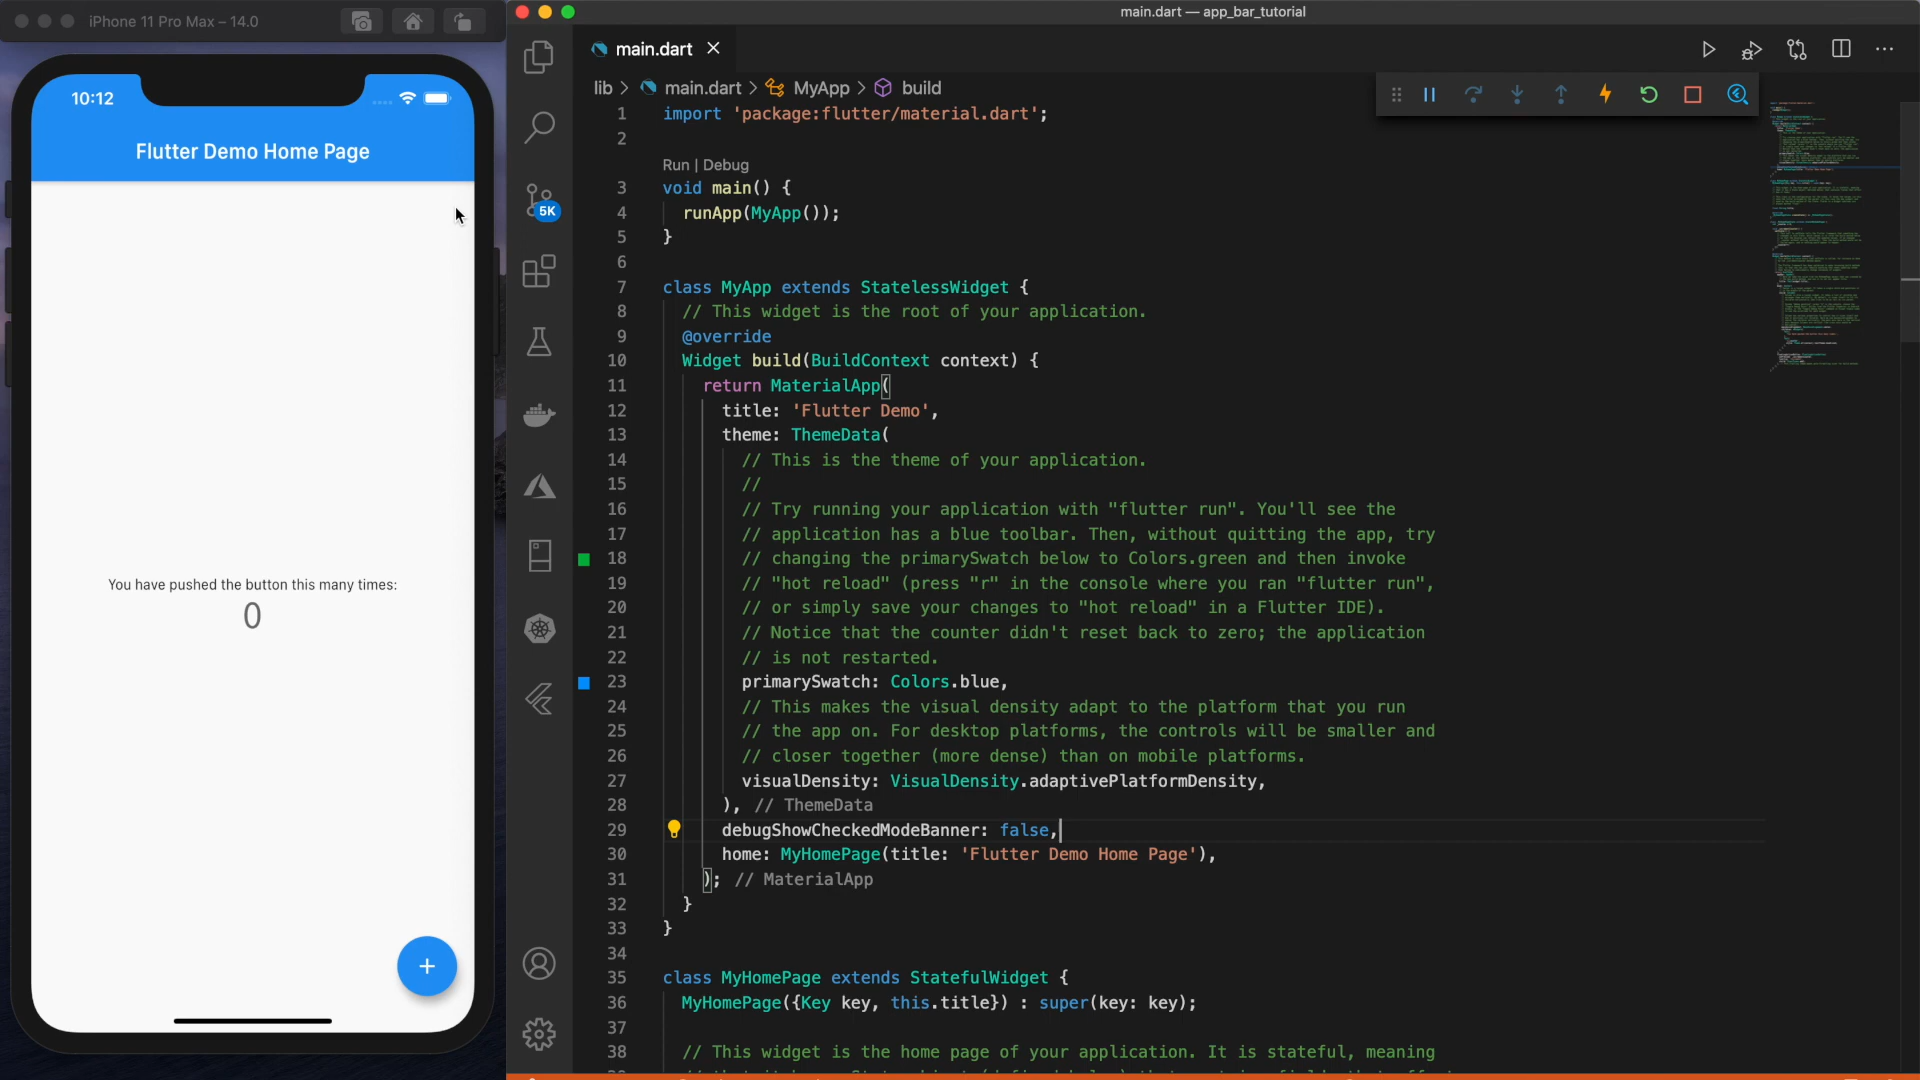 iPhone 11 Pro Max – 14.0
10:12
Flutter Demo Home Page
You have pushed the button this many times:
0
+
main.dart — app_bar_tutorial
main.dart
lib > main.dart > MyApp > build
5K
1 import 'package:flutter/material.dart';
2
Run | Debug
3 void main() {
4 runApp(MyApp());
5 }
6
7 class MyApp extends StatelessWidget {
8 // This widget is the root of your application.
9 @override
10 Widget build(BuildContext context) {
11 return MaterialApp(
12 title: 'Flutter Demo',
13 theme: ThemeData(
14 // This is the theme of your application.
15 //
16 // Try running your application with "flutter run". You'll see the
17 // application has a blue toolbar. Then, without quitting the app, try
18 // changing the primarySwatch below to Colors.green and then invoke
19 // "hot reload" (press "r" in the console where you ran "flutter run",
20 // or simply save your changes to "hot reload" in a Flutter IDE).
21 // Notice that the counter didn't reset back to zero; the application
22 // is not restarted.
23 primarySwatch: Colors.blue,
24 // This makes the visual density adapt to the platform that you run
25 // the app on. For desktop platforms, the controls will be smaller and
26 // closer together (more dense) than on mobile platforms.
27 visualDensity: VisualDensity.adaptivePlatformDensity,
28 ), // ThemeData
29 debugShowCheckedModeBanner: false,
30 home: MyHomePage(title: 'Flutter Demo Home Page'),
31 ); // MaterialApp
32 }
33 }
34
35 class MyHomePage extends StatefulWidget {
36 MyHomePage({Key key, this.title}) : super(key: key);
37
38 // This widget is the home page of your application. It is stateful, meaning